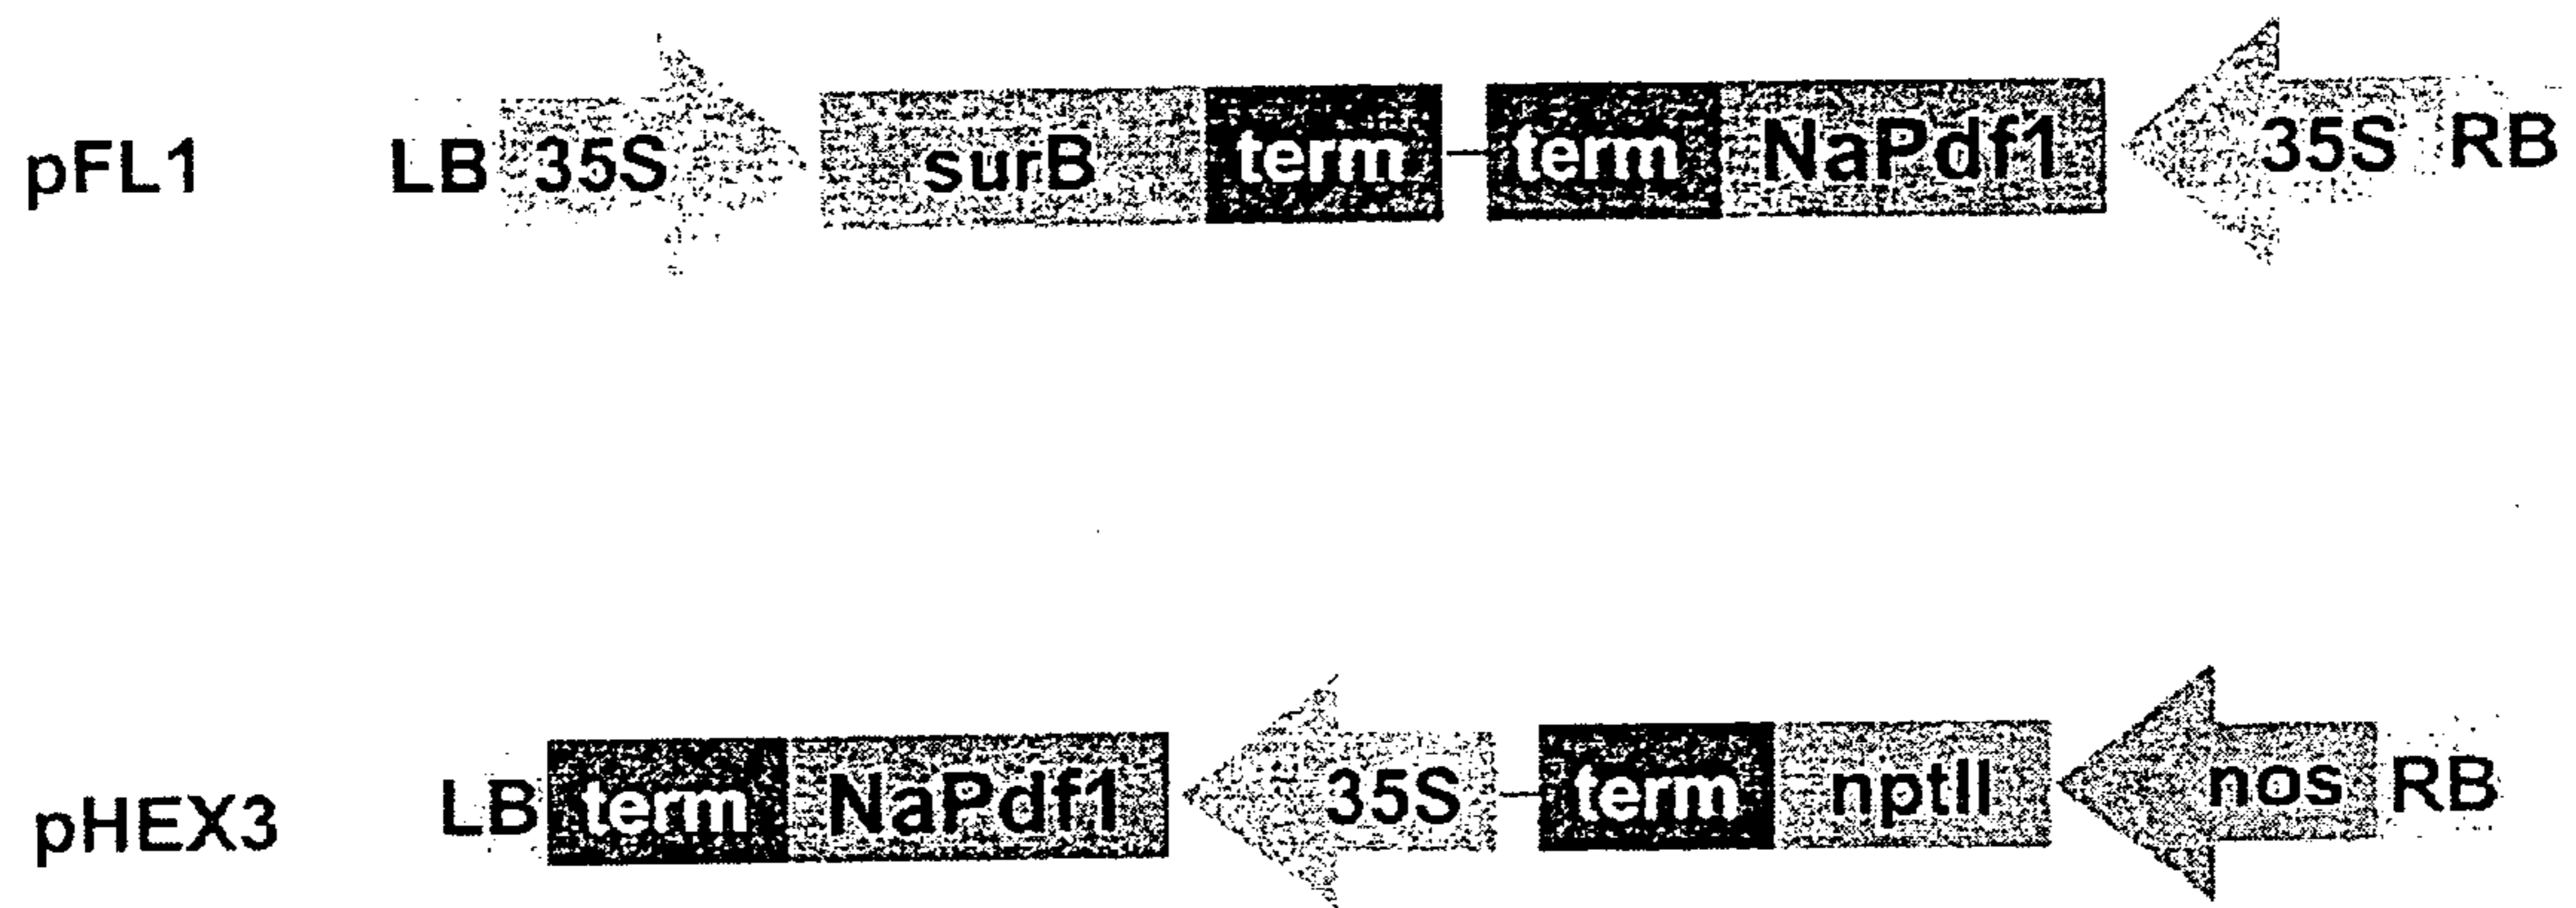 pFL1 LB 35S surB term term NaPdf1 35S RB
pHEX3 LB term NaPdf1 35S term nptII nos RB